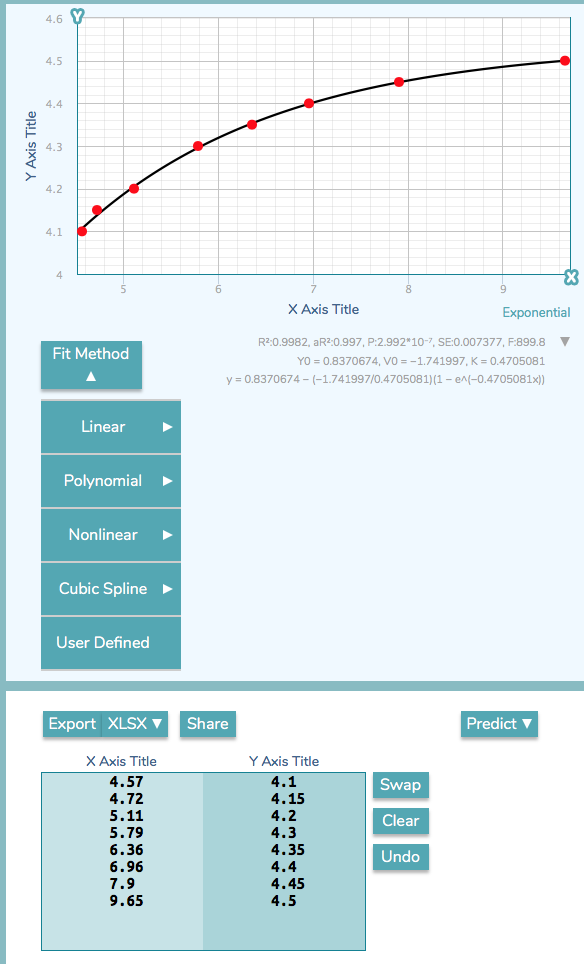 Y
4.6
4.5
4.4
4.3
4.2
4.1
4
Y Axis Title
5 6 7 8 9
X
X Axis Title
Exponential
R²:0.9982, aR²:0.997, P:2.992*10⁻⁷, SE:0.007377, F:899.8 ▼
Y0 = 0.8370674, V0 = −1.741997, K = 0.4705081
y = 0.8370674 − (−1.741997/0.4705081)(1 − e^(−0.4705081x))
Fit Method
▲
Linear ▶
Polynomial ▶
Nonlinear ▶
Cubic Spline ▶
User Defined
Export XLSX ▼ Share Predict ▼
X Axis Title Y Axis Title
4.57 4.1
4.72 4.15
5.11 4.2
5.79 4.3
6.36 4.35
6.96 4.4
7.9 4.45
9.65 4.5
Swap
Clear
Undo